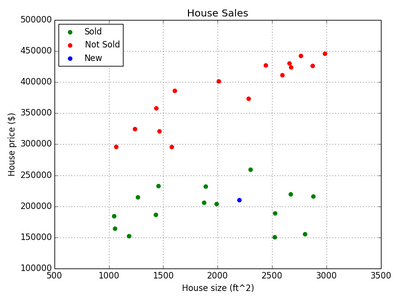 House Sales
Sold
Not Sold
New
House price ($)
500000
450000
400000
350000
300000
250000
200000
150000
100000
500
1000
1500
2000
2500
3000
3500
House size (ft^2)